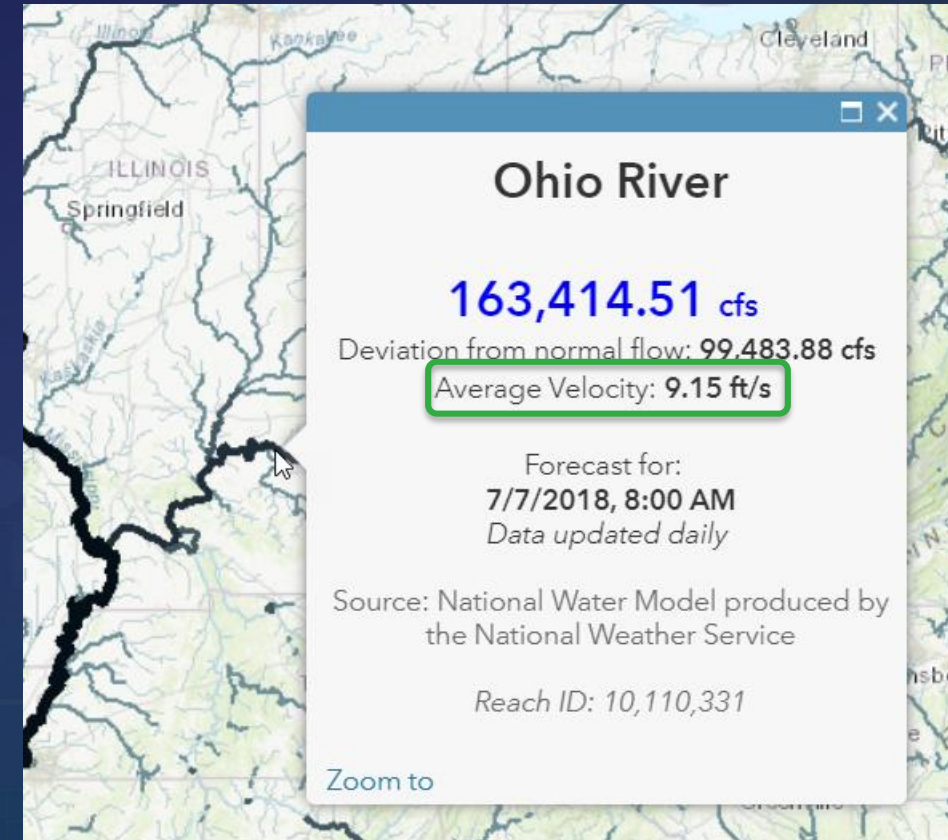 Illinois
Kankakee
Cleveland
ILLINOIS
Springfield
Kaskaskia
Ohio River
163,414.51 cfs
Deviation from normal flow: 99,483.88 cfs
Average Velocity: 9.15 ft/s
Forecast for:
7/7/2018, 8:00 AM
Data updated daily
Source: National Water Model produced by
the National Weather Service
Reach ID: 10,110,331
Zoom to